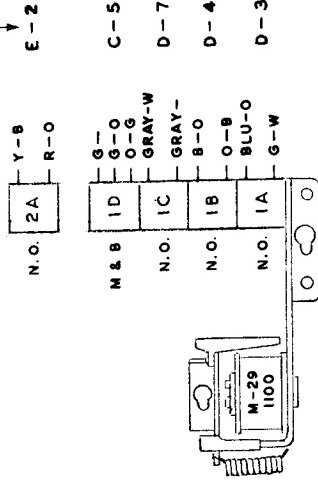 E-2
Y-B
N.O. 2A
R-O
C-5
G-
M & B 1D G-O
O-G
D-7
GRAY-W
N.O. 1C
GRAY-
D-4
B-O
N.O. 1B
O-B
D-3
BLU-O
N.O. 1A
G-W
M-29
1100